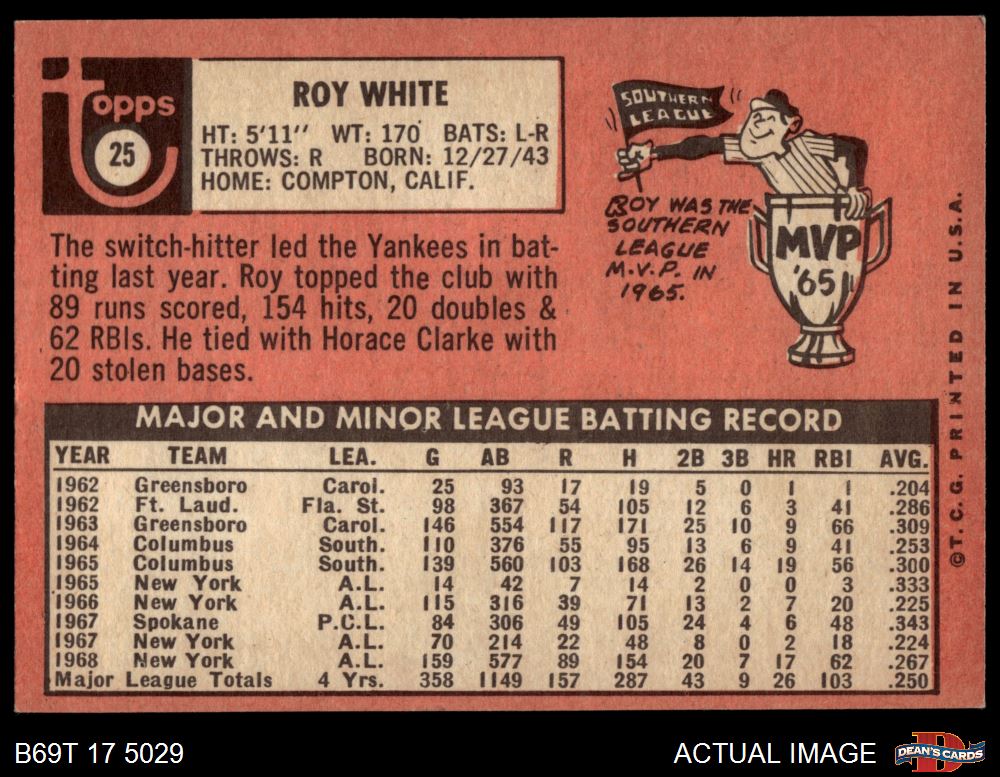 Topps
25
ROY WHITE
HT: 5'11" WT: 170 BATS: L-R
THROWS: R BORN: 12/27/43
HOME: COMPTON, CALIF.
SOUTHERN
LEAGUE
ROY WAS THE
SOUTHERN
LEAGUE
M.V.P. IN
1965.
MVP
'65
The switch-hitter led the Yankees in bat-
ting last year. Roy topped the club with
89 runs scored, 154 hits, 20 doubles &
62 RBIs. He tied with Horace Clarke with
20 stolen bases.
MAJOR AND MINOR LEAGUE BATTING RECORD
YEAR TEAM LEA. G AB R H 2B 3B HR RBI AVG.
1962 Greensboro Carol. 25 93 17 19 5 0 1 1 .204
1962 Ft. Laud. Fla. St. 98 367 54 105 12 6 3 41 .286
1963 Greensboro Carol. 146 554 117 171 25 10 9 66 .309
1964 Columbus South. 110 376 55 95 13 6 9 41 .253
1965 Columbus South. 139 560 103 168 26 14 19 56 .300
1965 New York A.L. 14 42 7 14 2 0 0 3 .333
1966 New York A.L. 115 316 39 71 13 2 7 20 .225
1967 Spokane P.C.L. 84 306 49 105 24 4 6 48 .343
1967 New York A.L. 70 214 22 48 8 0 2 18 .224
1968 New York A.L. 159 577 89 154 20 7 17 62 .267
Major League Totals 4 Yrs. 358 1149 157 287 43 9 26 103 .250
©T.C.G. PRINTED IN U.S.A.
B69T 17 5029
ACTUAL IMAGE
D
DEAN'S CARDS